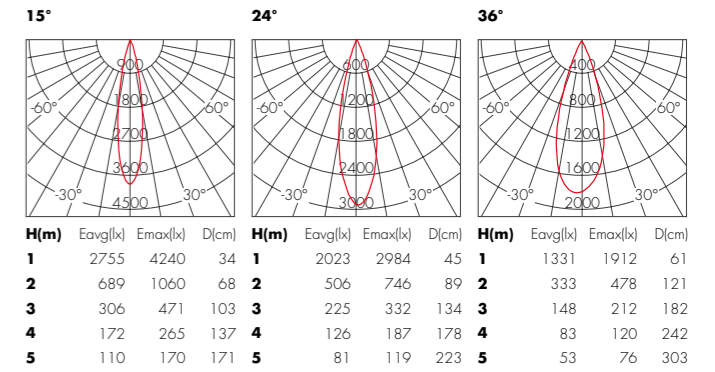 15° 24° 36°
900 600 400
1800 1200 800
-60° 60° -60° 60° -60° 60°
2700 1800 1200
3600 2400 1600
-30° 30° -30° 30° -30° 30°
4500 3000 2000
H(m) Eavg(lx) Emax(lx) D(cm) H(m) Eavg(lx) Emax(lx) D(cm) H(m) Eavg(lx) Emax(lx) D(cm)
1 2755 4240 34 1 2023 2984 45 1 1331 1912 61
2 689 1060 68 2 506 746 89 2 333 478 121
3 306 471 103 3 225 332 134 3 148 212 182
4 172 265 137 4 126 187 178 4 83 120 242
5 110 170 171 5 81 119 223 5 53 76 303